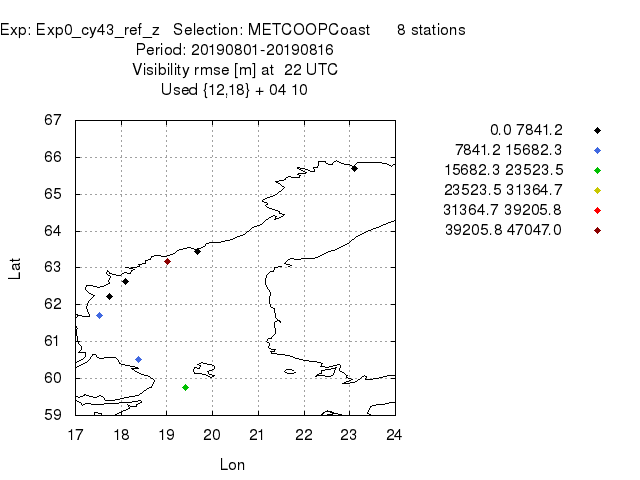 Exp: Exp0_cy43_ref_z   Selection: METCOOPCoast      8 stations
Period: 20190801-20190816
Visibility rmse [m] at  22 UTC
Used {12,18} + 04 10
0.0 7841.2
7841.2 15682.3
15682.3 23523.5
23523.5 31364.7
31364.7 39205.8
39205.8 47047.0
67
66
65
64
63
62
61
60
59
Lat
17 18 19 20 21 22 23 24
Lon